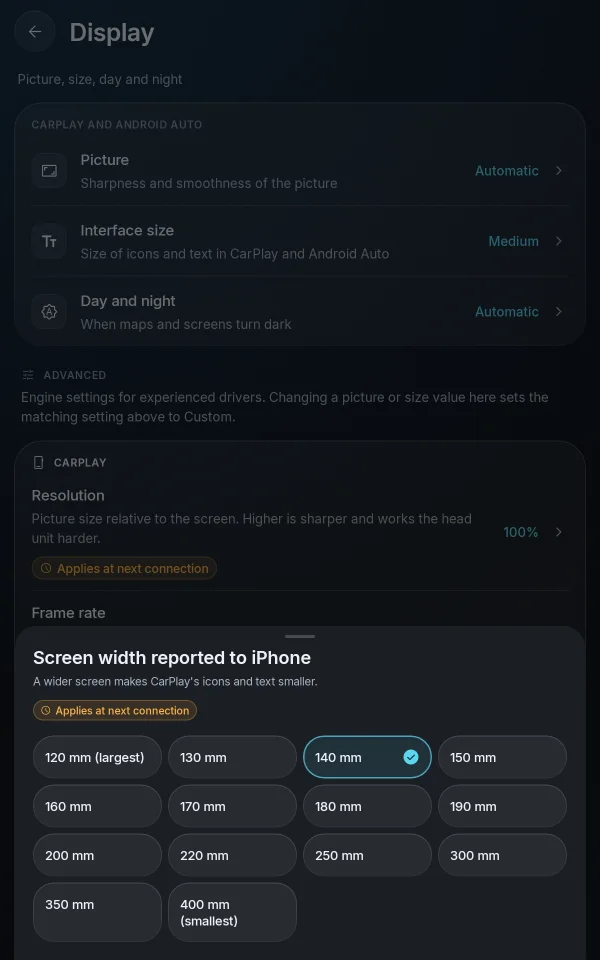 Display
Picture, size, day and night
CARPLAY AND ANDROID AUTO
Picture
Sharpness and smoothness of the picture
Automatic
Interface size
Size of icons and text in CarPlay and Android Auto
Medium
Day and night
When maps and screens turn dark
Automatic
ADVANCED
Engine settings for experienced drivers. Changing a picture or size value here sets the
matching setting above to Custom.
CARPLAY
Resolution
Picture size relative to the screen. Higher is sharper and works the head
unit harder.
100%
Applies at next connection
Frame rate
Screen width reported to iPhone
A wider screen makes CarPlay's icons and text smaller.
Applies at next connection
120 mm (largest)
130 mm
140 mm
150 mm
160 mm
170 mm
180 mm
190 mm
200 mm
220 mm
250 mm
300 mm
350 mm
400 mm
(smallest)